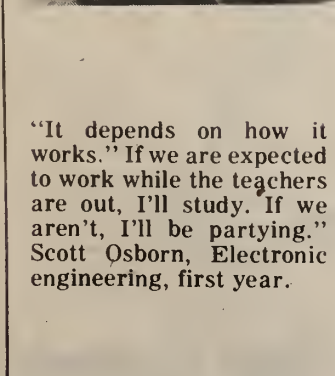 “It depends on how it
works.” If we are expected
to work while the teachers
are out, I’ll study. If we
aren’t, I’ll be partying.”
Scott Osborn, Electronic
engineering, first year.